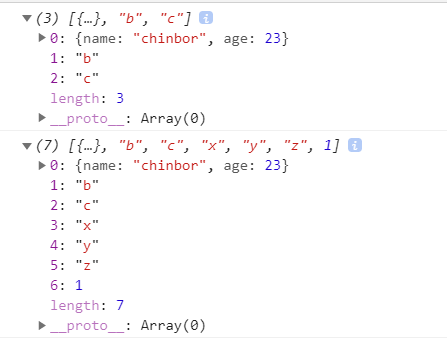 ▼(3) [{…}, "b", "c"] i
▶0: {name: "chinbor", age: 23}
1: "b"
2: "c"
length: 3
▶__proto__: Array(0)
▼(7) [{…}, "b", "c", "x", "y", "z", 1] i
▶0: {name: "chinbor", age: 23}
1: "b"
2: "c"
3: "x"
4: "y"
5: "z"
6: 1
length: 7
▶__proto__: Array(0)